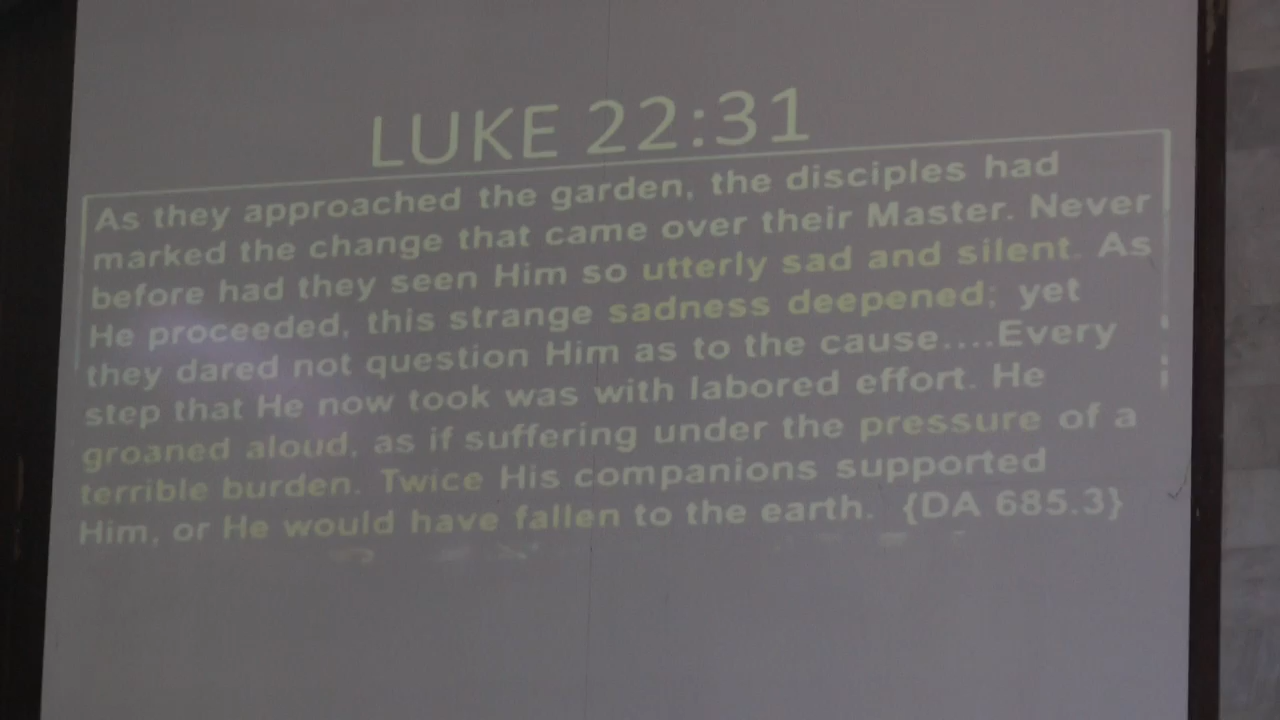 LUKE 22:31
As they approached the garden, the disciples had
marked the change that came over their Master. Never
before had they seen Him so utterly sad and silent. As
He proceeded, this strange sadness deepened; yet
they dared not question Him as to the cause....Every
step that He now took was with labored effort. He
groaned aloud, as if suffering under the pressure of a
terrible burden. Twice His companions supported
Him, or He would have fallen to the earth. {DA 685.3}